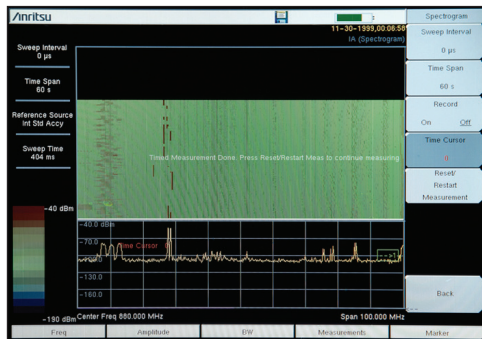 Anritsu
Spectrogram
11-30-1999,00:06:58
IA (Spectrogram)
Sweep Interval
0 µs
Time Span
60 s
Reference Source
Int Std Accy
Sweep Time
404 ms
Sweep Interval
0 µs
Time Span
60 s
Record
On Off
Time Cursor
0
Reset/
Restart
Measurement
Back
Timed Measurement Done. Press Reset/Restart Meas to continue measuring
-40 dBm
-190 dBm
-40.0 dBm
-70.0
Time Cursor
-130.0
-160.0
Center Freq 880.000 MHz
Span 100.000 MHz
Freq
Amplitude
BW
Measurements
Marker